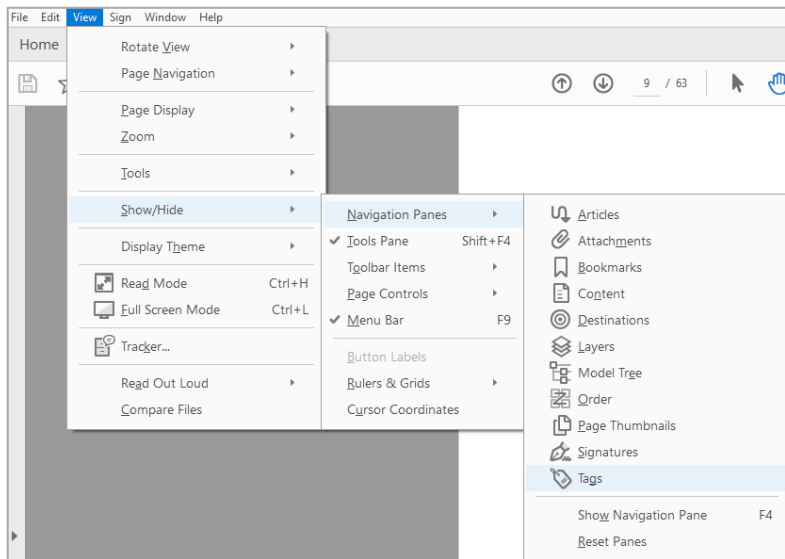 File Edit View Sign Window Help
Home
9 / 63
Rotate View
Page Navigation
Page Display
Zoom
Tools
Show/Hide
Display Theme
Read Mode Ctrl+H
Full Screen Mode Ctrl+L
Tracker...
Read Out Loud
Compare Files
Navigation Panes
Tools Pane Shift+F4
Toolbar Items
Page Controls
Menu Bar F9
Button Labels
Rulers & Grids
Cursor Coordinates
Articles
Attachments
Bookmarks
Content
Destinations
Layers
Model Tree
Order
Page Thumbnails
Signatures
Tags
Show Navigation Pane F4
Reset Panes